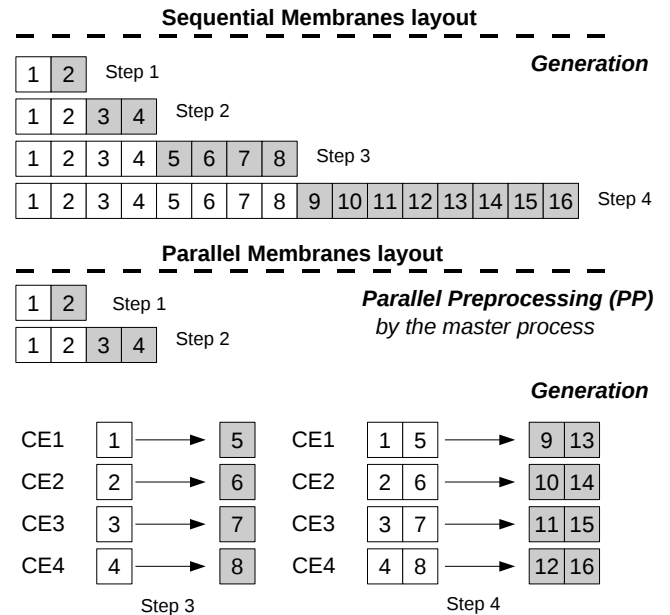 Sequential Membranes layout
Generation
1 2 Step 1
1 2 3 4 Step 2
1 2 3 4 5 6 7 8 Step 3
1 2 3 4 5 6 7 8 9 10 11 12 13 14 15 16 Step 4
Parallel Membranes layout
1 2 Step 1 Parallel Preprocessing (PP)
by the master process
1 2 3 4 Step 2
Generation
CE1 1 5 CE1 1 5 9 13
CE2 2 6 CE2 2 6 10 14
CE3 3 7 CE3 3 7 11 15
CE4 4 8 CE4 4 8 12 16
Step 3 Step 4